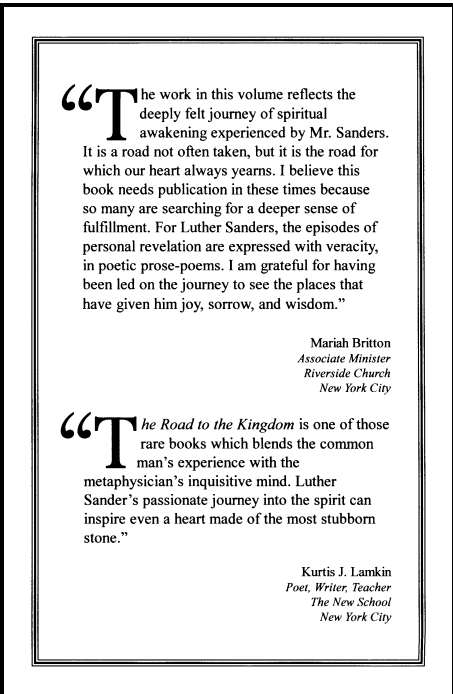 “The work in this volume reflects the
deeply felt journey of spiritual
awakening experienced by Mr. Sanders.
It is a road not often taken, but it is the road for
which our heart always yearns. I believe this
book needs publication in these times because
so many are searching for a deeper sense of
fulfillment. For Luther Sanders, the episodes of
personal revelation are expressed with veracity,
in poetic prose-poems. I am grateful for having
been led on the journey to see the places that
have given him joy, sorrow, and wisdom.”
Mariah Britton
Associate Minister
Riverside Church
New York City
“The Road to the Kingdom is one of those
rare books which blends the common
man’s experience with the
metaphysician’s inquisitive mind. Luther
Sander’s passionate journey into the spirit can
inspire even a heart made of the most stubborn
stone.”
Kurtis J. Lamkin
Poet, Writer, Teacher
The New School
New York City